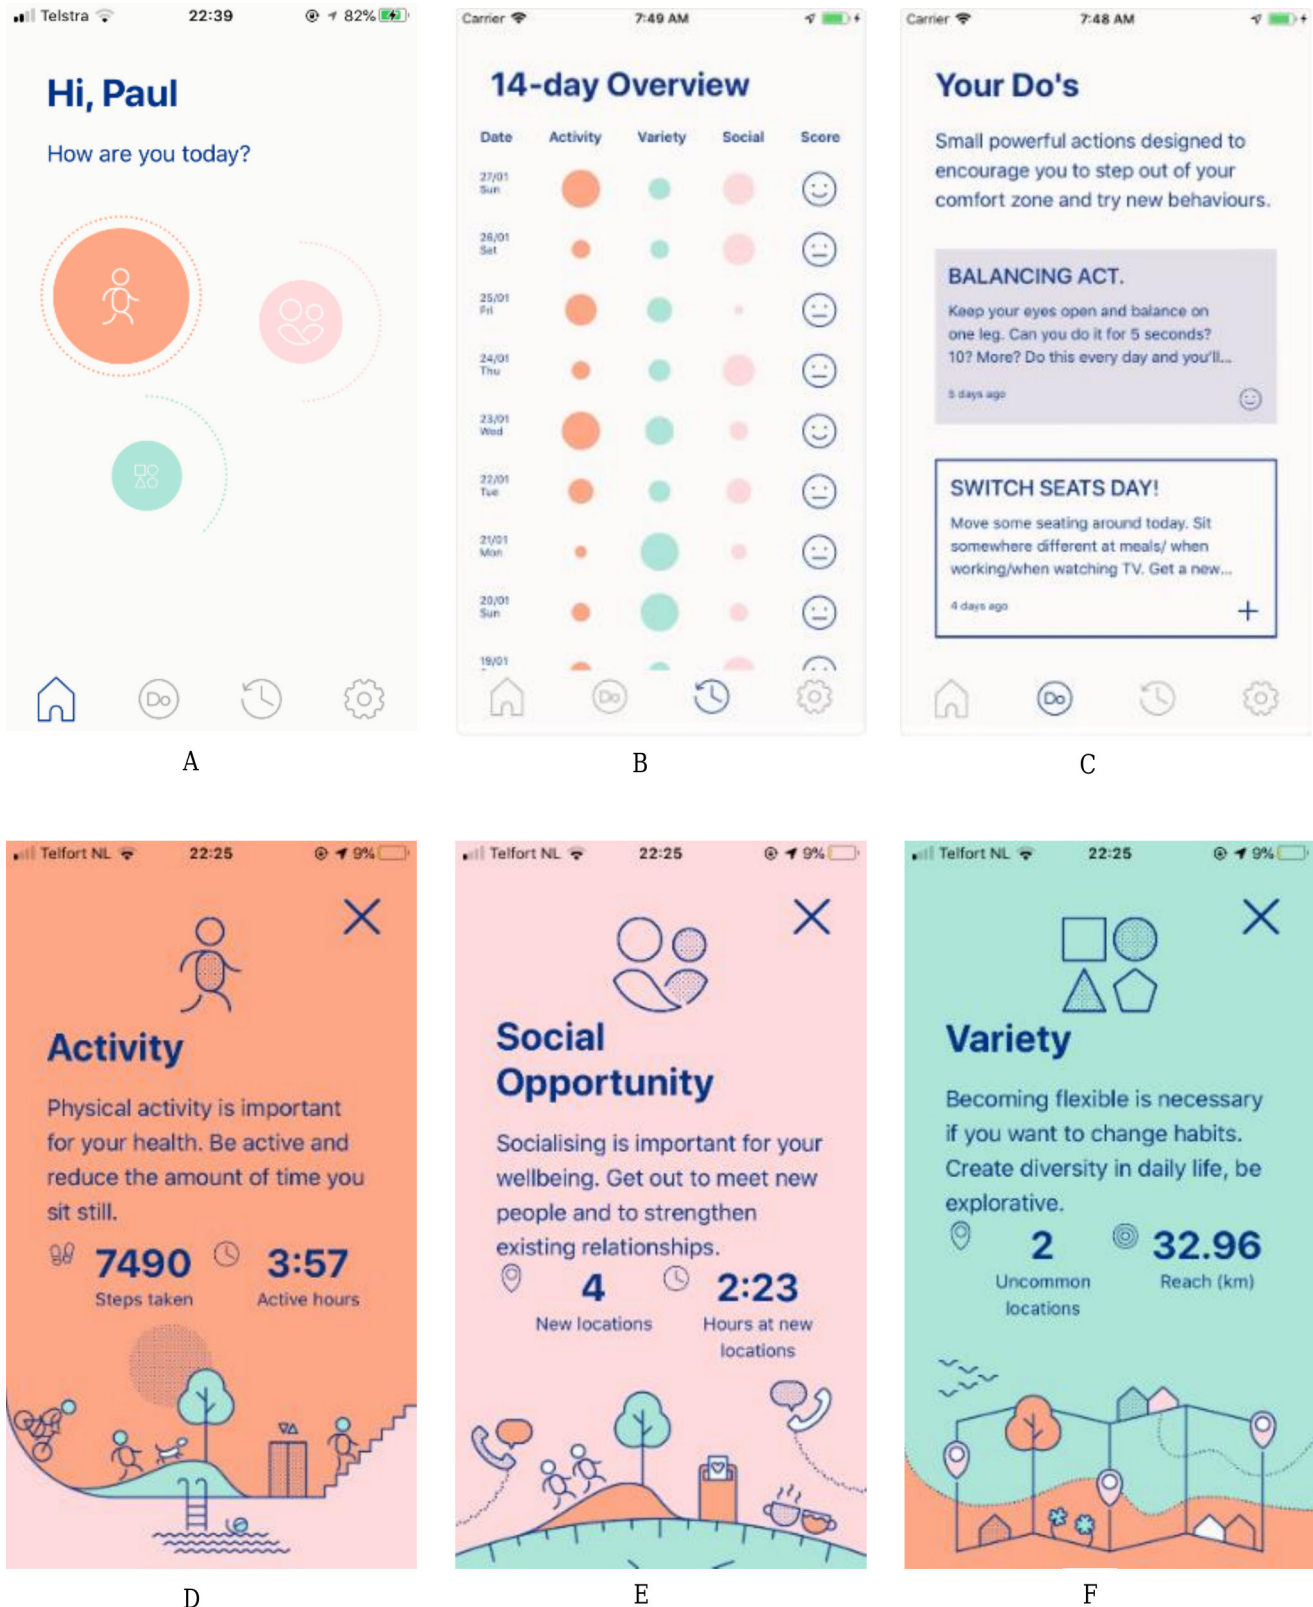 Telstra 22:39 82%
Hi, Paul
How are you today?
Do
A
Carrier 7:49 AM
14-day Overview
Date Activity Variety Social Score
27/01
Sun
26/01
Sat
25/01
Fri
24/01
Thu
23/01
Wed
22/01
Tue
21/01
Mon
20/01
Sun
19/01
Do
B
Carrier 7:48 AM
Your Do's
Small powerful actions designed to
encourage you to step out of your
comfort zone and try new behaviours.
BALANCING ACT.
Keep your eyes open and balance on
one leg. Can you do it for 5 seconds?
10? More? Do this every day and you'll...
5 days ago
SWITCH SEATS DAY!
Move some seating around today. Sit
somewhere different at meals/ when
working/when watching TV. Get a new...
4 days ago
Do
C
Telfort NL 22:25 9%
Activity
Physical activity is important
for your health. Be active and
reduce the amount of time you
sit still.
7490 3:57
Steps taken Active hours
D
Telfort NL 22:25 9%
Social
Opportunity
Socialising is important for your
wellbeing. Get out to meet new
people and to strengthen
existing relationships.
4 2:23
New locations Hours at new
locations
E
Telfort NL 22:25 9%
Variety
Becoming flexible is necessary
if you want to change habits.
Create diversity in daily life, be
explorative.
2 32.96
Uncommon Reach (km)
locations
F